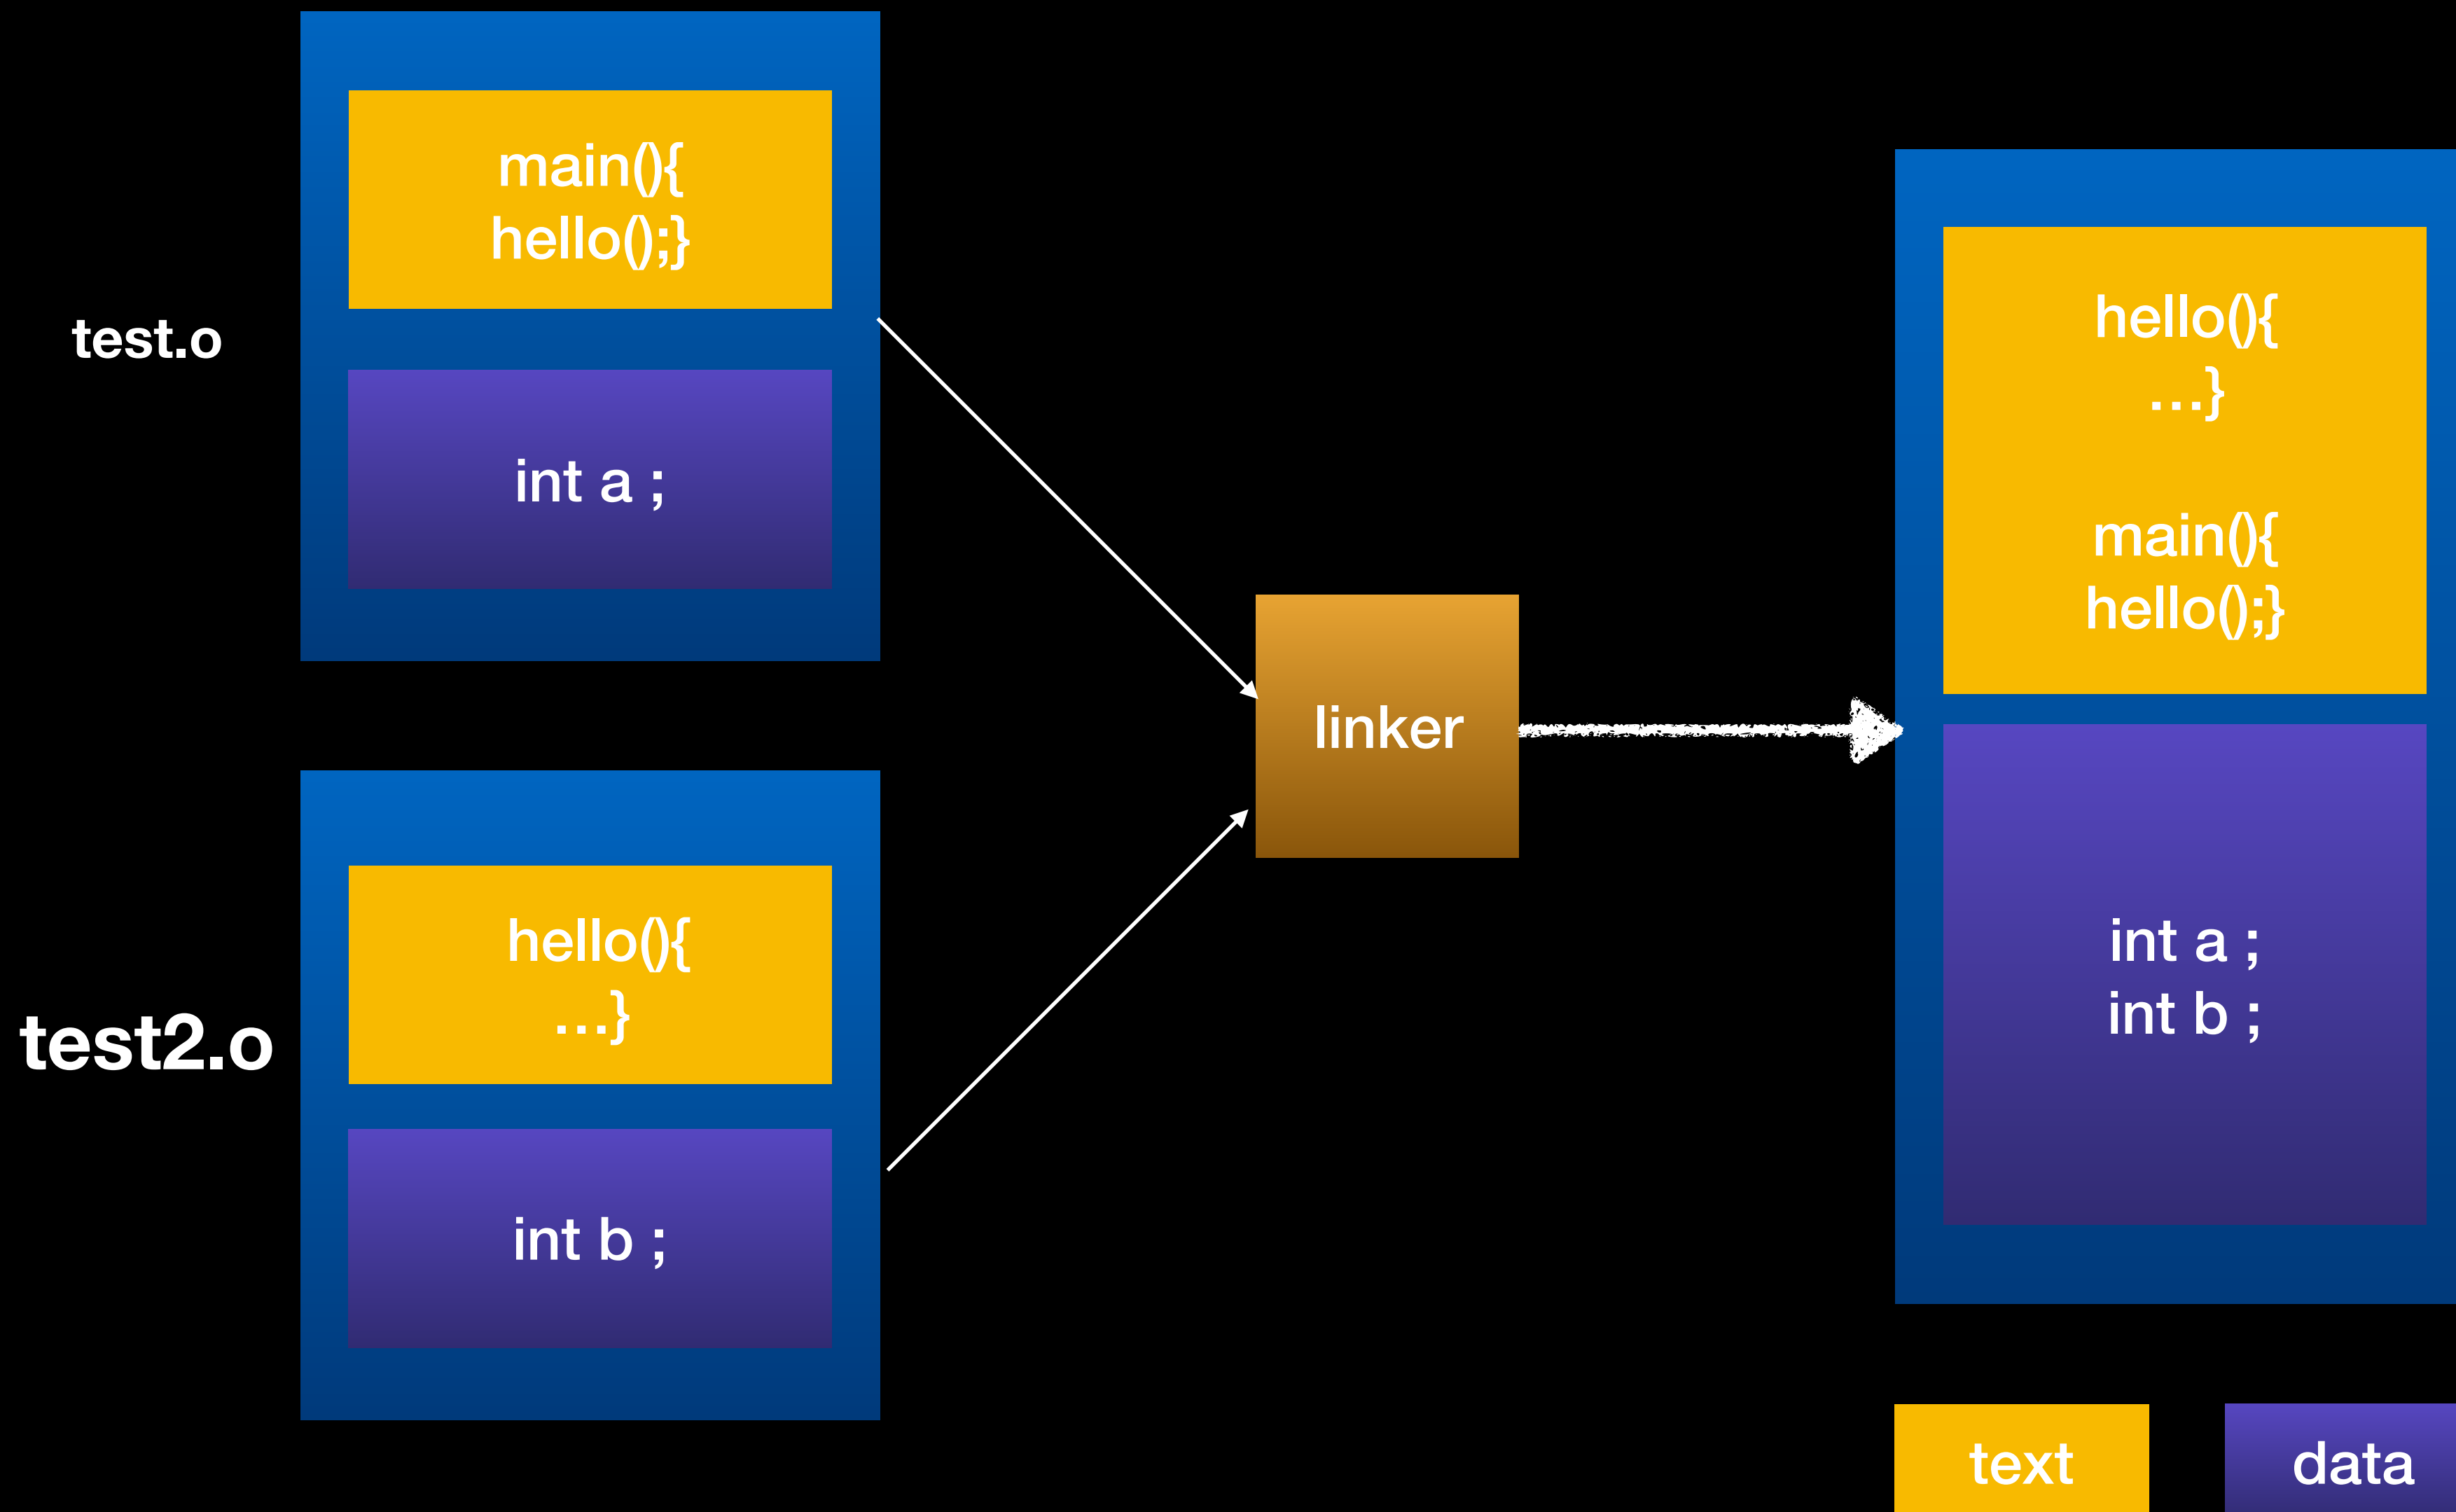 test.o
main(){
hello();}
int a ;
test2.o
hello(){
…}
int b ;
linker
hello(){
…}
main(){
hello();}
int a ;
int b ;
text
data